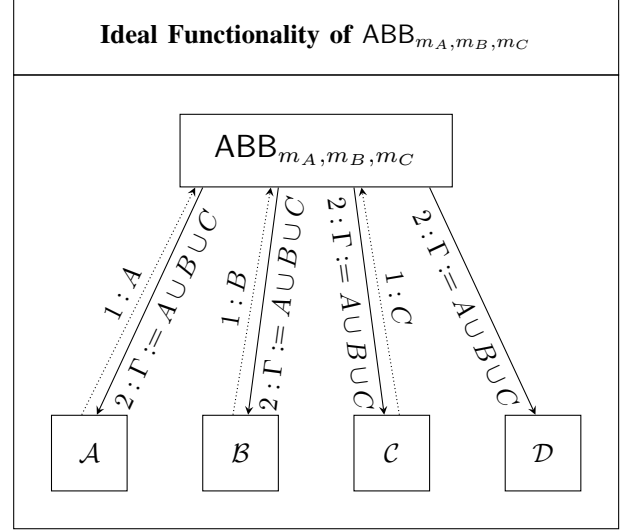 Ideal Functionality of ABB_{m_A,m_B,m_C}
ABB_{m_A,m_B,m_C}
1 : A
2 : Γ := A ∪ B ∪ C
1 : B
2 : Γ := A ∪ B ∪ C
2 : Γ := A ∪ B ∪ C
1 : C
2 : Γ := A ∪ B ∪ C
𝒜
ℬ
𝒞
𝒟